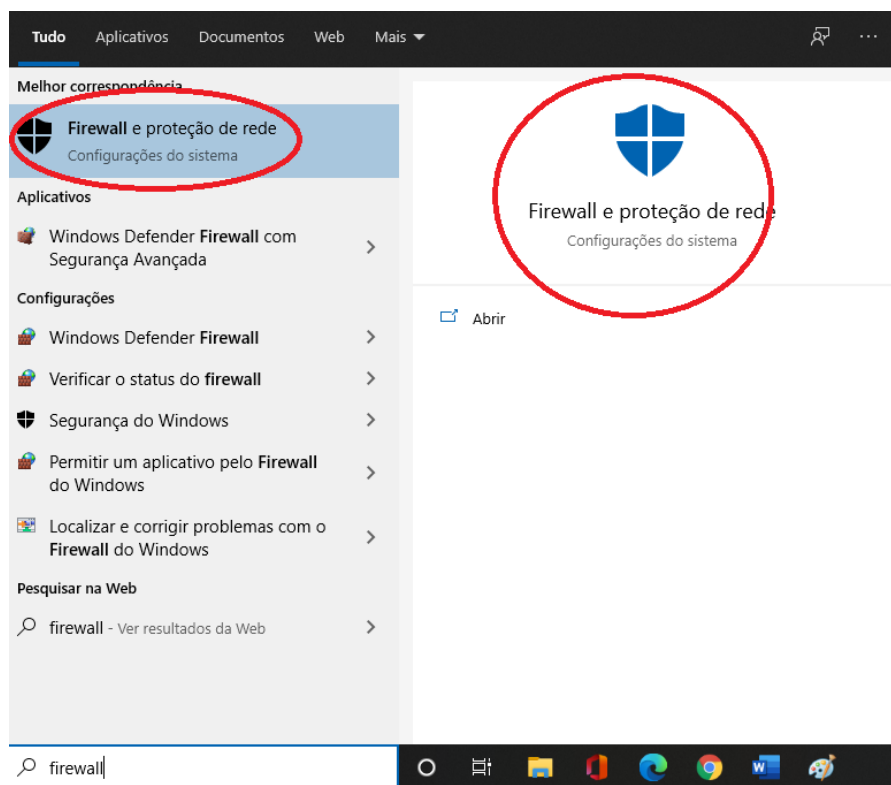 Tudo Aplicativos Documentos Web Mais
Melhor correspondência
Firewall e proteção de rede
Configurações do sistema
Aplicativos
Windows Defender Firewall com
Segurança Avançada
Configurações
Windows Defender Firewall
Verificar o status do firewall
Segurança do Windows
Permitir um aplicativo pelo Firewall
do Windows
Localizar e corrigir problemas com o
Firewall do Windows
Pesquisar na Web
firewall - Ver resultados da Web
Firewall e proteção de rede
Configurações do sistema
Abrir
firewall
W